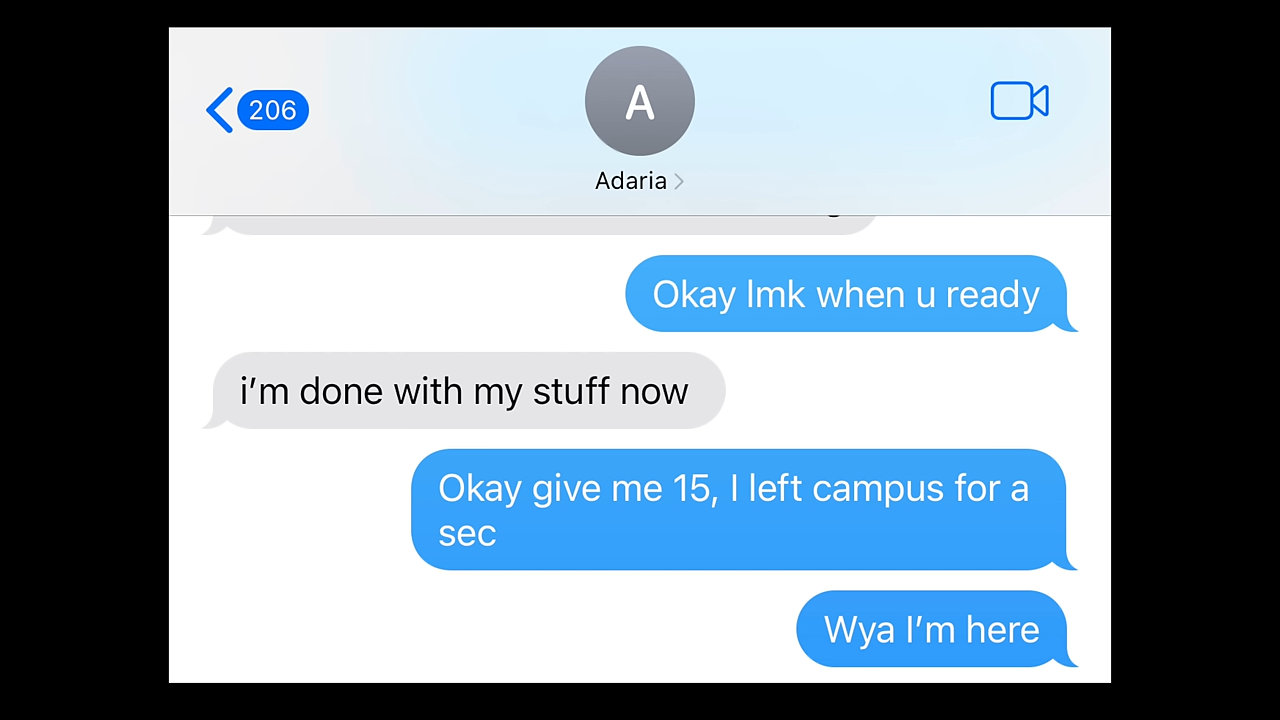 206
A
Adaria
Okay lmk when u ready
i’m done with my stuff now
Okay give me 15, I left campus for a
sec
Wya I’m here